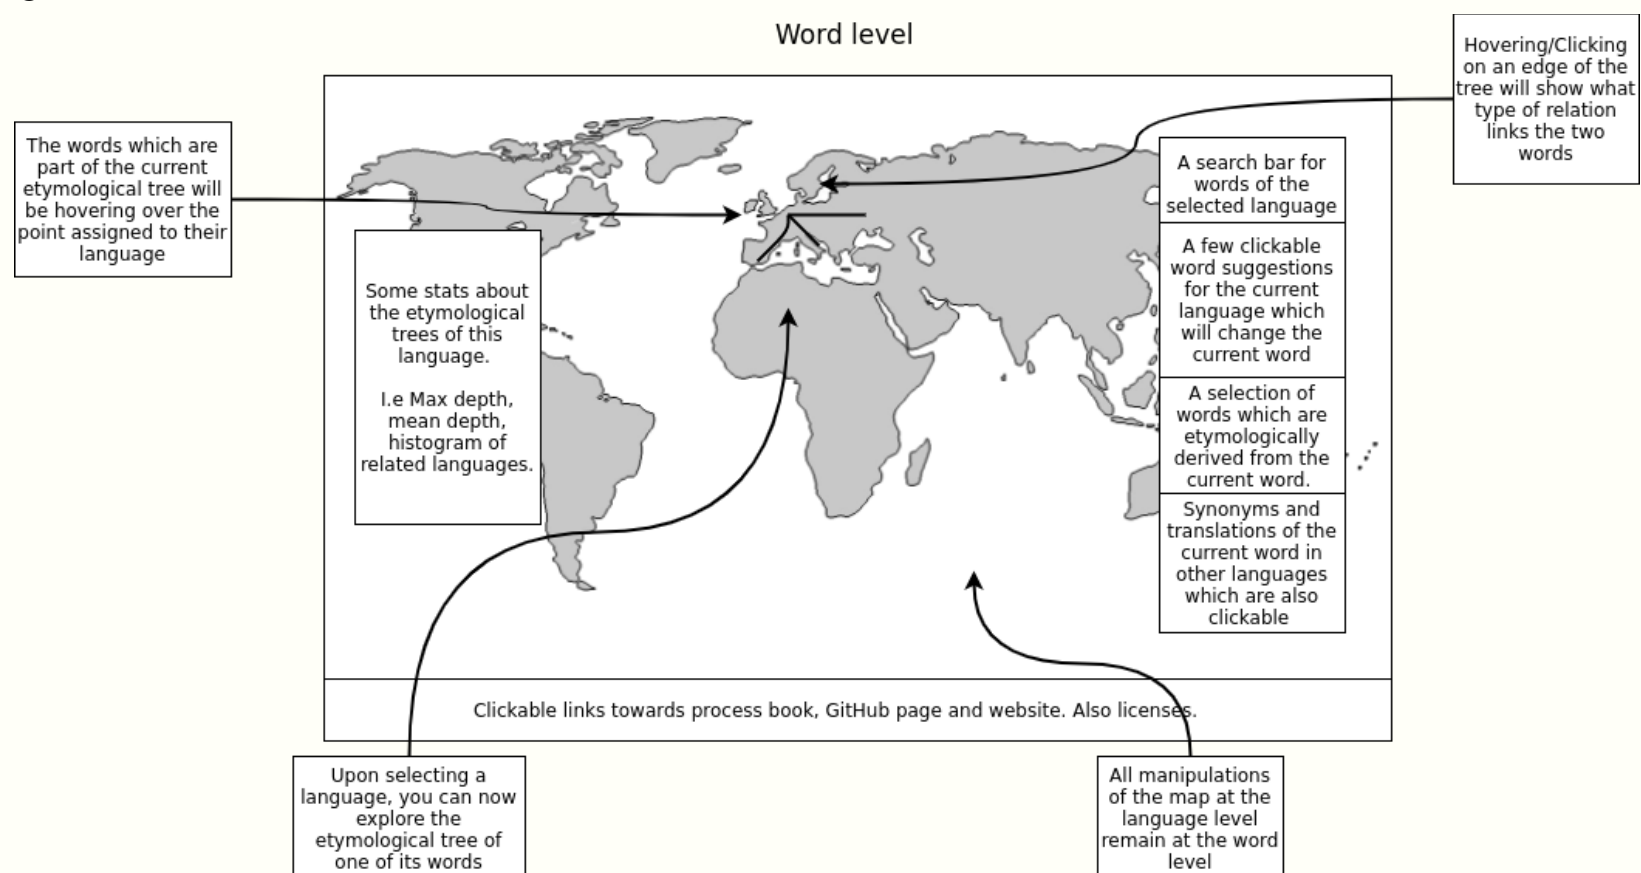 Word level
Hovering/Clicking
on an edge of the
tree will show what
type of relation
links the two
words
The words which are
part of the current
etymological tree will
be hovering over the
point assigned to their
language
A search bar for
words of the
selected language
A few clickable
word suggestions
for the current
language which
will change the
current word
Some stats about
the etymological
trees of this
language.
I.e Max depth,
mean depth,
histogram of
related languages.
A selection of
words which are
etymologically
derived from the
current word.
Synonyms and
translations of the
current word in
other languages
which are also
clickable
Clickable links towards process book, GitHub page and website. Also licenses.
Upon selecting a
language, you can now
explore the
etymological tree of
one of its words
All manipulations
of the map at the
language level
remain at the word
level